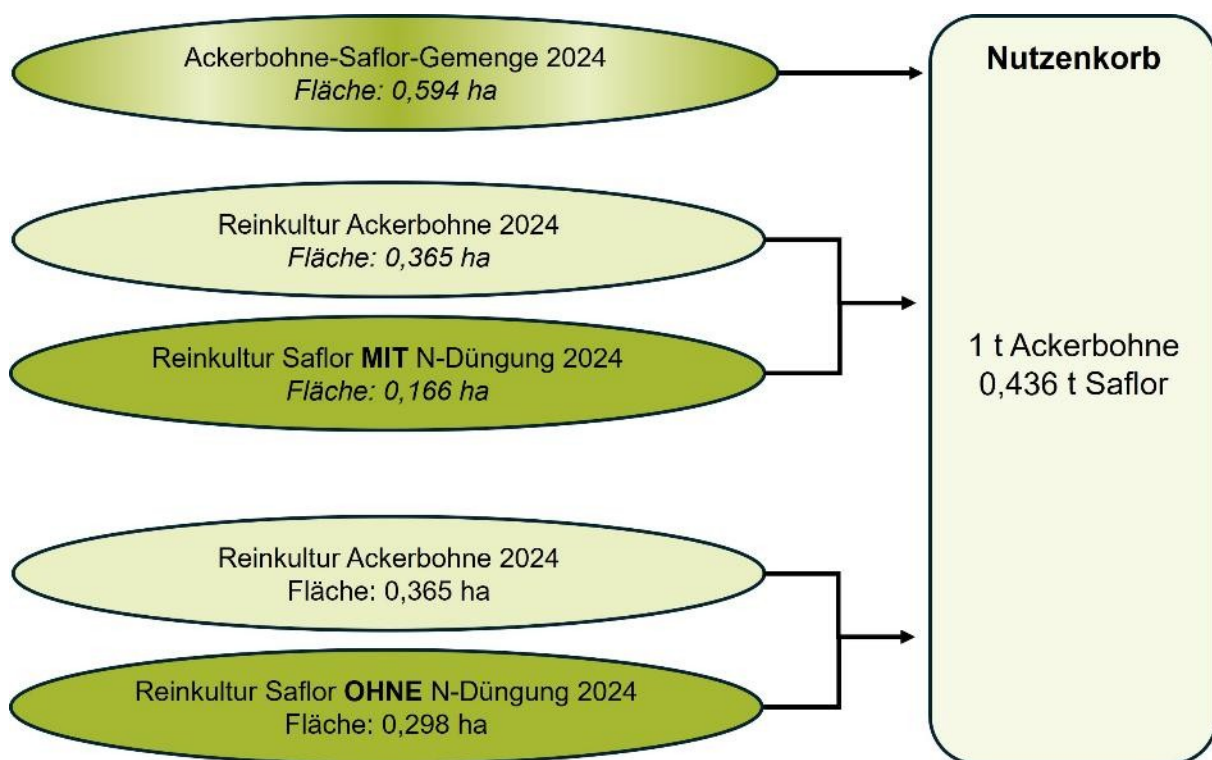 Ackerbohne-Saflor-Gemenge 2024
Fläche: 0,594 ha
Reinkultur Ackerbohne 2024
Fläche: 0,365 ha
Reinkultur Saflor MIT N-Düngung 2024
Fläche: 0,166 ha
Reinkultur Ackerbohne 2024
Fläche: 0,365 ha
Reinkultur Saflor OHNE N-Düngung 2024
Fläche: 0,298 ha
Nutzenkorb
1 t Ackerbohne
0,436 t Saflor